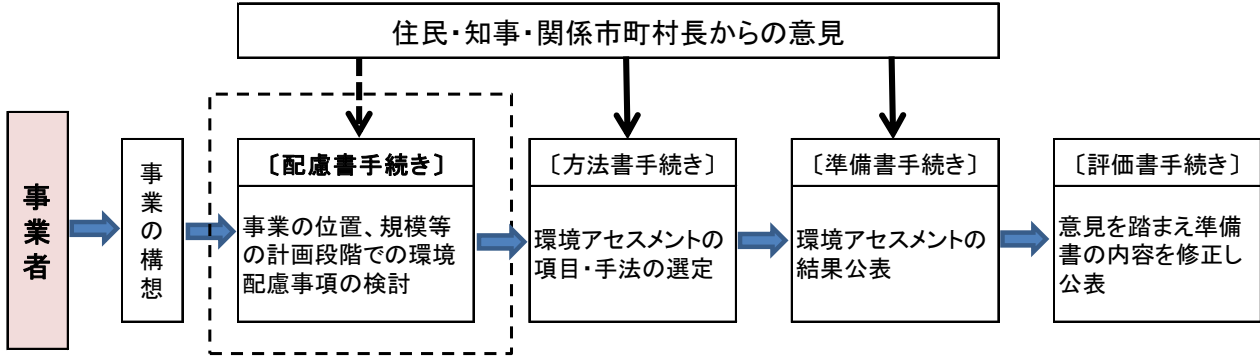 住民・知事・関係市町村長からの意見
事業者
事業の構想
〔配慮書手続き〕
事業の位置、規模等
の計画段階での環境
配慮事項の検討
〔方法書手続き〕
環境アセスメントの
項目・手法の選定
〔準備書手続き〕
環境アセスメントの
結果公表
〔評価書手続き〕
意見を踏まえ準備
書の内容を修正し
公表